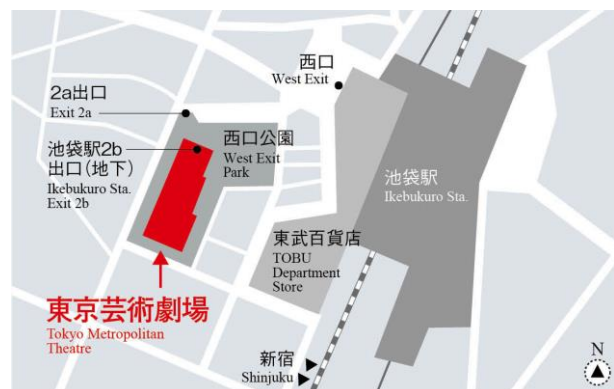 西口
West Exit
2a出口
Exit 2a
池袋駅2b
出口(地下)
Ikebukuro Sta.
Exit 2b
西口公園
West Exit
Park
池袋駅
Ikebukuro Sta.
東武百貨店
TOBU
Department
Store
東京芸術劇場
Tokyo Metropolitan
Theatre
新宿
Shinjuku
N